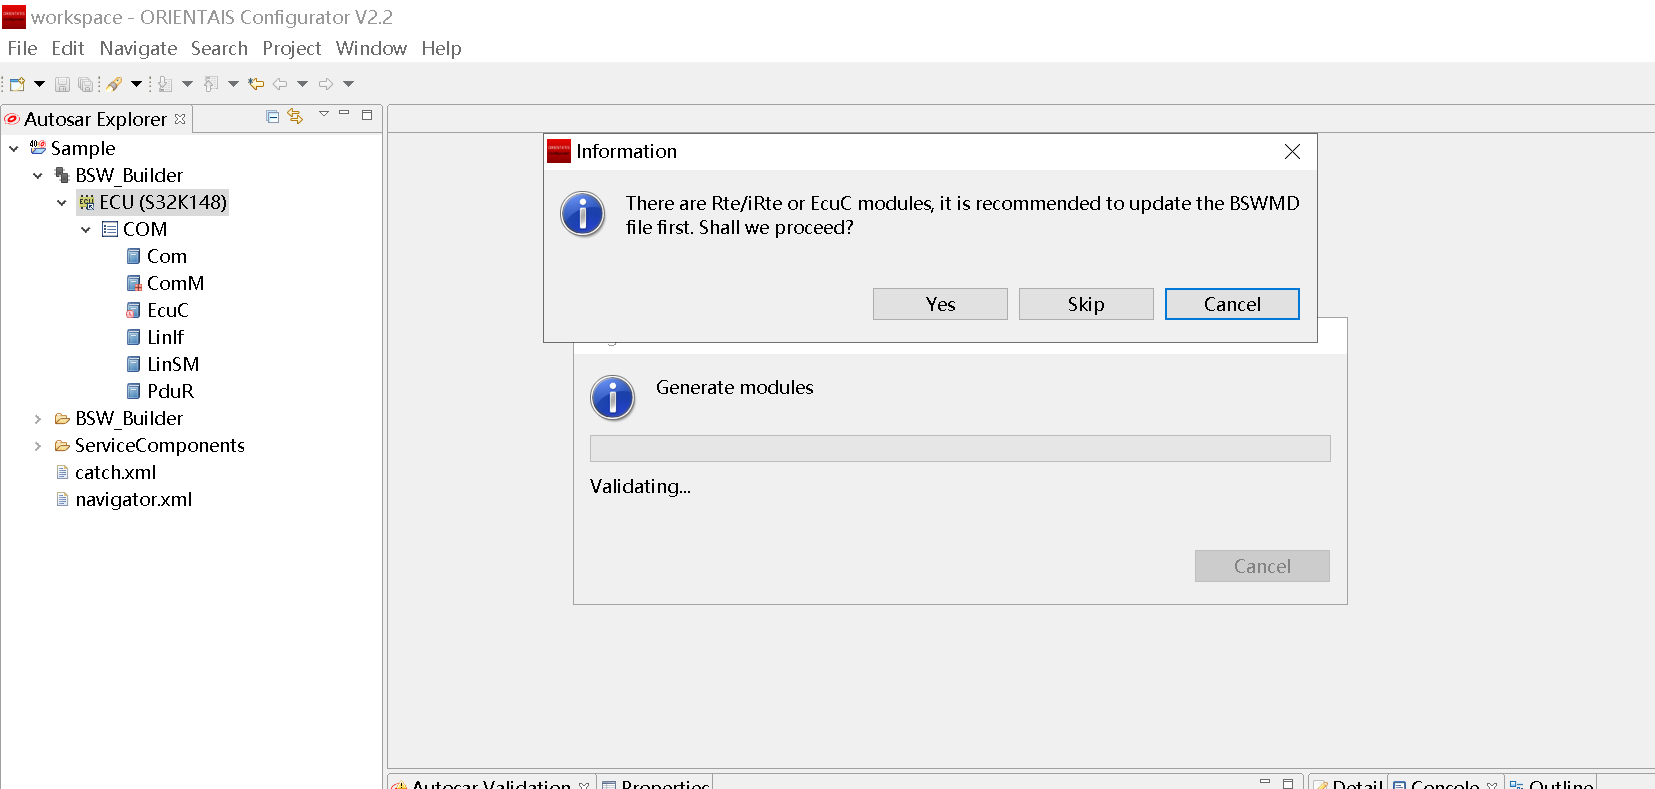 workspace - ORIENTAIS Configurator V2.2
File Edit Navigate Search Project Window Help
Autosar Explorer
Sample
BSW_Builder
ECU (S32K148)
COM
Com
ComM
EcuC
LinIf
LinSM
PduR
BSW_Builder
ServiceComponents
catch.xml
navigator.xml
Information
There are Rte/iRte or EcuC modules, it is recommended to update the BSWMD
file first. Shall we proceed?
Yes Skip Cancel
Generate modules
Validating...
Cancel
Autosar Validation Properties Detail Console Outline